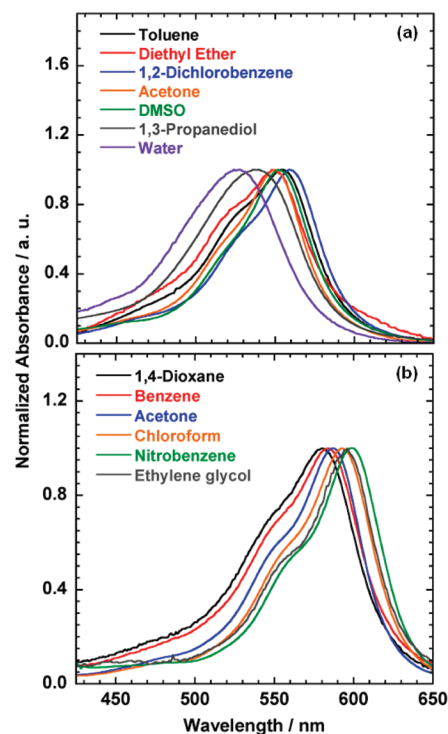 (a)
Toluene
Diethyl Ether
1,2-Dichlorobenzene
Acetone
DMSO
1,3-Propanediol
Water
1.6
1.2
0.8
0.4
0.0
Normalized Absorbance / a. u.
(b)
1,4-Dioxane
Benzene
Acetone
Chloroform
Nitrobenzene
Ethylene glycol
1.2
0.8
0.4
0.0
450 500 550 600 650
Wavelength / nm